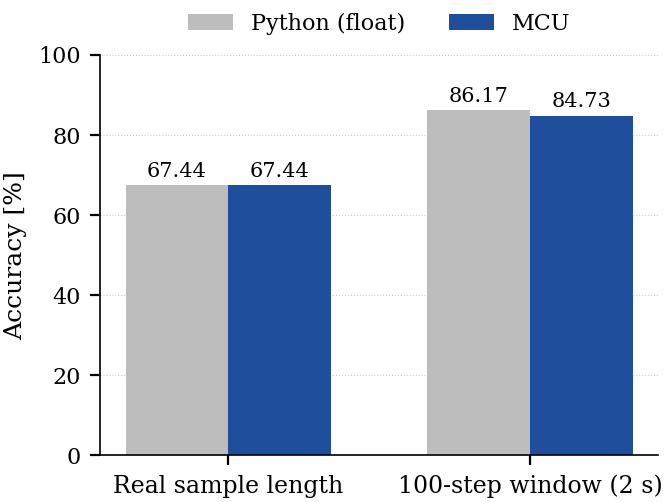 Python (float) MCU
Accuracy [%]
100
80
60
40
20
0
67.44 67.44
86.17 84.73
Real sample length 100-step window (2 s)